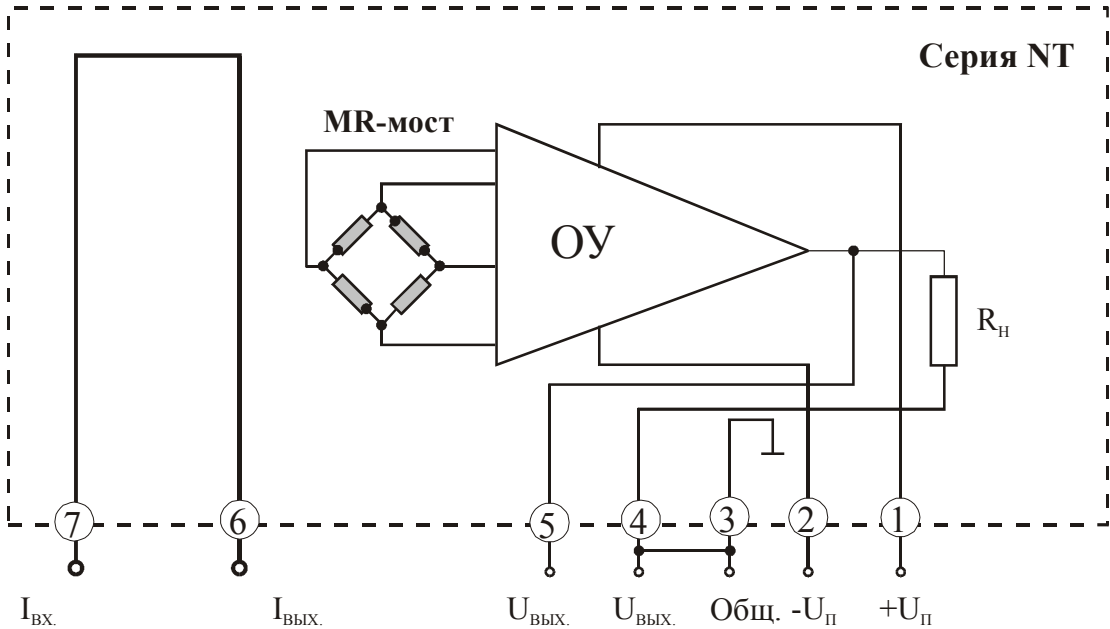 Серия NT
MR-мост
ОУ
Rн
7 6 5 4 3 2 1
Iвх. Iвых. Uвых. Uвых. Общ. -Uп +Uп